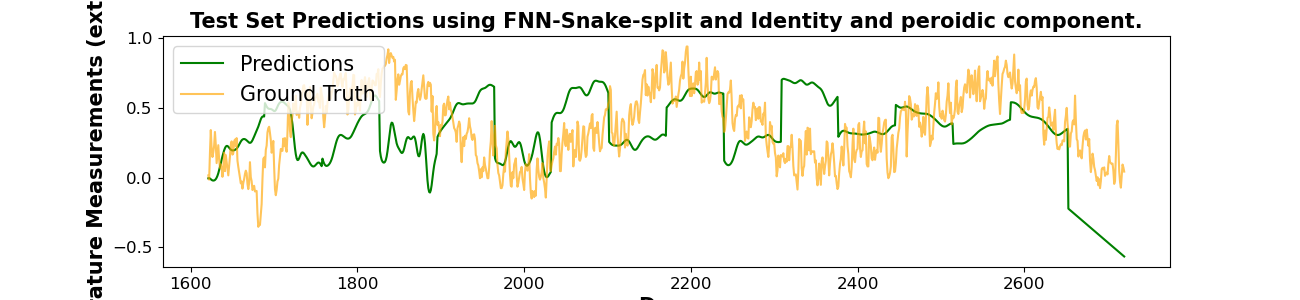 Test Set Predictions using FNN-Snake-split and Identity and peroidic component.
Predictions
Ground Truth
1.0
0.5
0.0
−0.5
1600
1800
2000
2200
2400
2600
Measurements